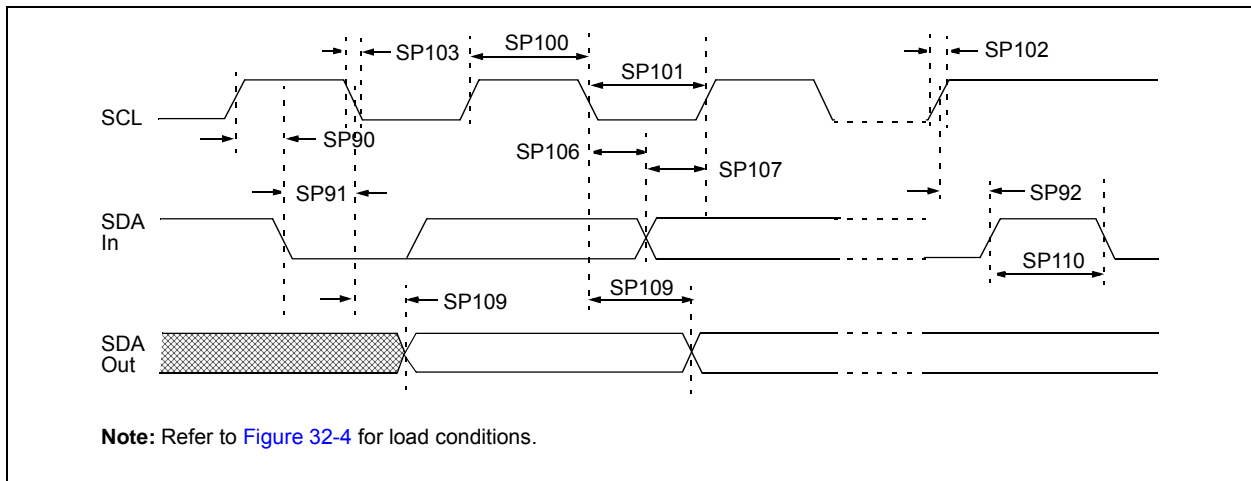 SP103
SP100
SP101
SP102
SCL
SP90
SP106
SP107
SP91
SP92
SDA
In
SP110
SP109
SP109
SDA
Out
Note: Refer to Figure 32-4 for load conditions.